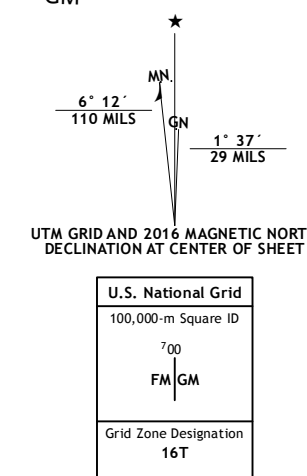 GM
★
MN.
6° 12´
110 MILS
GN
1° 37´
29 MILS
UTM GRID AND 2016 MAGNETIC NORT
DECLINATION AT CENTER OF SHEET
U.S. National Grid
100,000-m Square ID
700
FM GM
Grid Zone Designation
16T